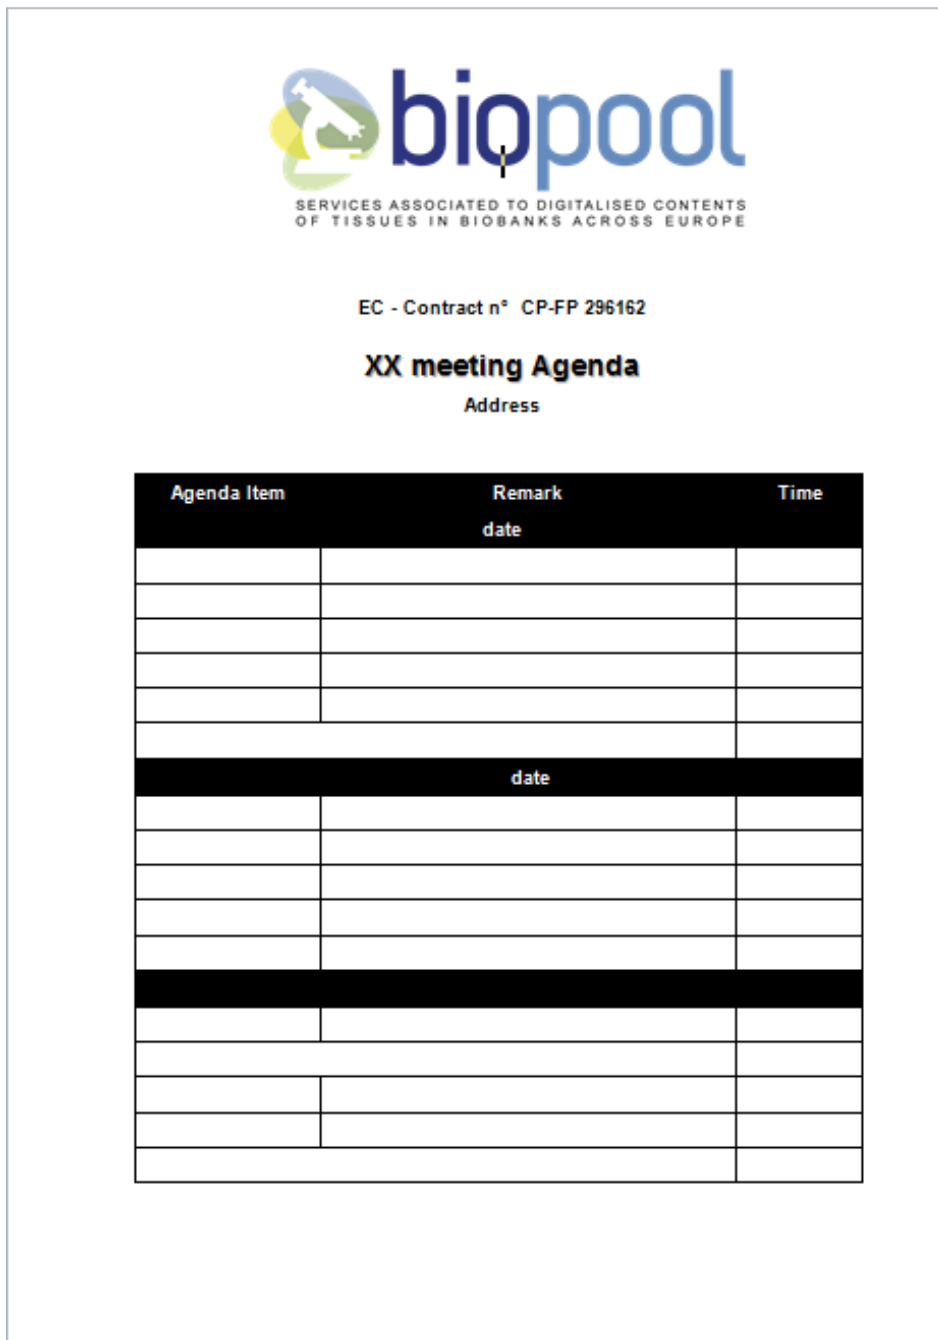 biopool
SERVICES ASSOCIATED TO DIGITALISED CONTENTS
OF TISSUES IN BIOBANKS ACROSS EUROPE
EC - Contract n° CP-FP 296162
XX meeting Agenda
Address
Agenda Item Remark Time
date
date